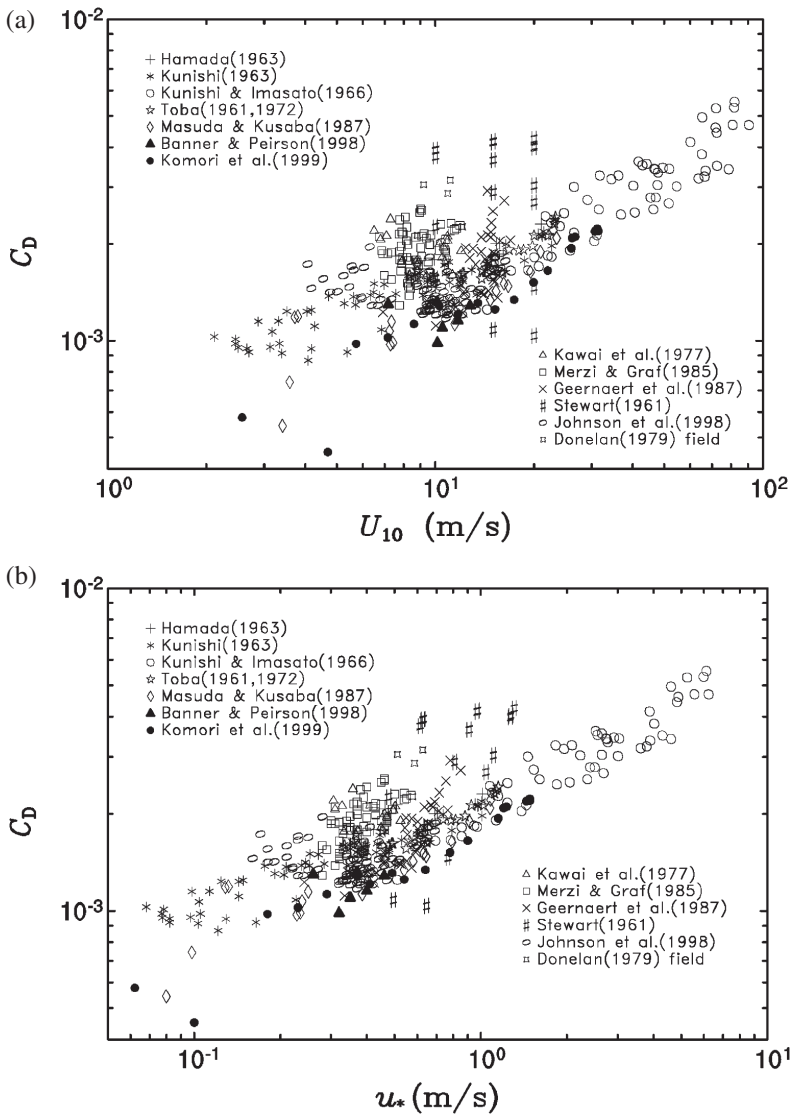 (a)
10⁻²
Hamada(1963)
Kunishi(1963)
Kunishi & Imasato(1966)
Toba(1961,1972)
Masuda & Kusaba(1987)
Banner & Peirson(1998)
Komori et al.(1999)
C_D
10⁻³
Kawai et al.(1977)
Merzi & Graf(1985)
Geernaert et al.(1987)
Stewart(1961)
Johnson et al.(1998)
Donelan(1979) field
10⁰ 10¹ 10²
U₁₀ (m/s)
(b)
10⁻²
Hamada(1963)
Kunishi(1963)
Kunishi & Imasato(1966)
Toba(1961,1972)
Masuda & Kusaba(1987)
Banner & Peirson(1998)
Komori et al.(1999)
C_D
10⁻³
Kawai et al.(1977)
Merzi & Graf(1985)
Geernaert et al.(1987)
Stewart(1961)
Johnson et al.(1998)
Donelan(1979) field
10⁻¹ 10⁰ 10¹
u* (m/s)